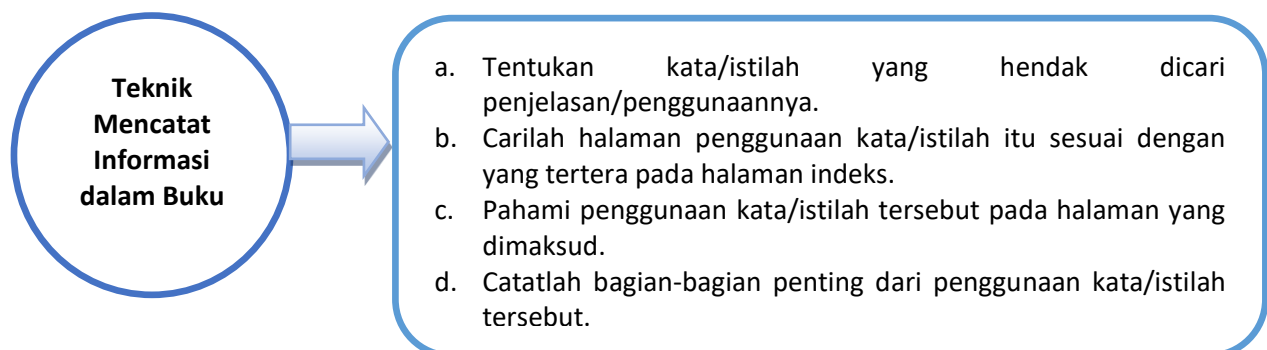 Teknik
Mencatat
Informasi
dalam Buku
a. Tentukan kata/istilah yang hendak dicari
penjelasan/penggunaannya.
b. Carilah halaman penggunaan kata/istilah itu sesuai dengan
yang tertera pada halaman indeks.
c. Pahami penggunaan kata/istilah tersebut pada halaman yang
dimaksud.
d. Catatlah bagian-bagian penting dari penggunaan kata/istilah
tersebut.